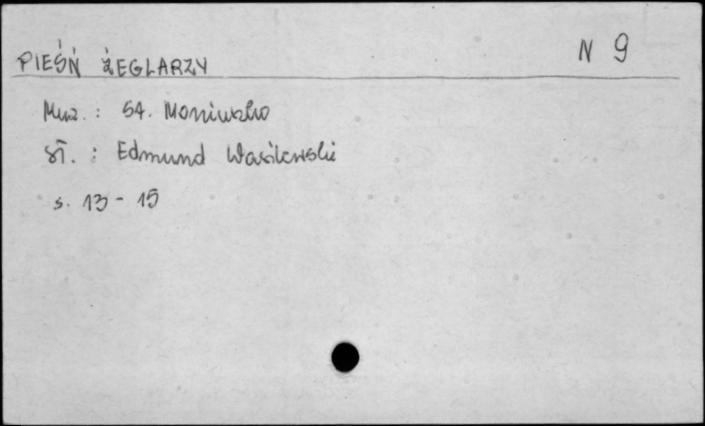 PIEŚŃ ŻEGLARZY N 9
Muz. : St. Moniuszko
sł. : Edmund Wasilewski
s. 13 - 15